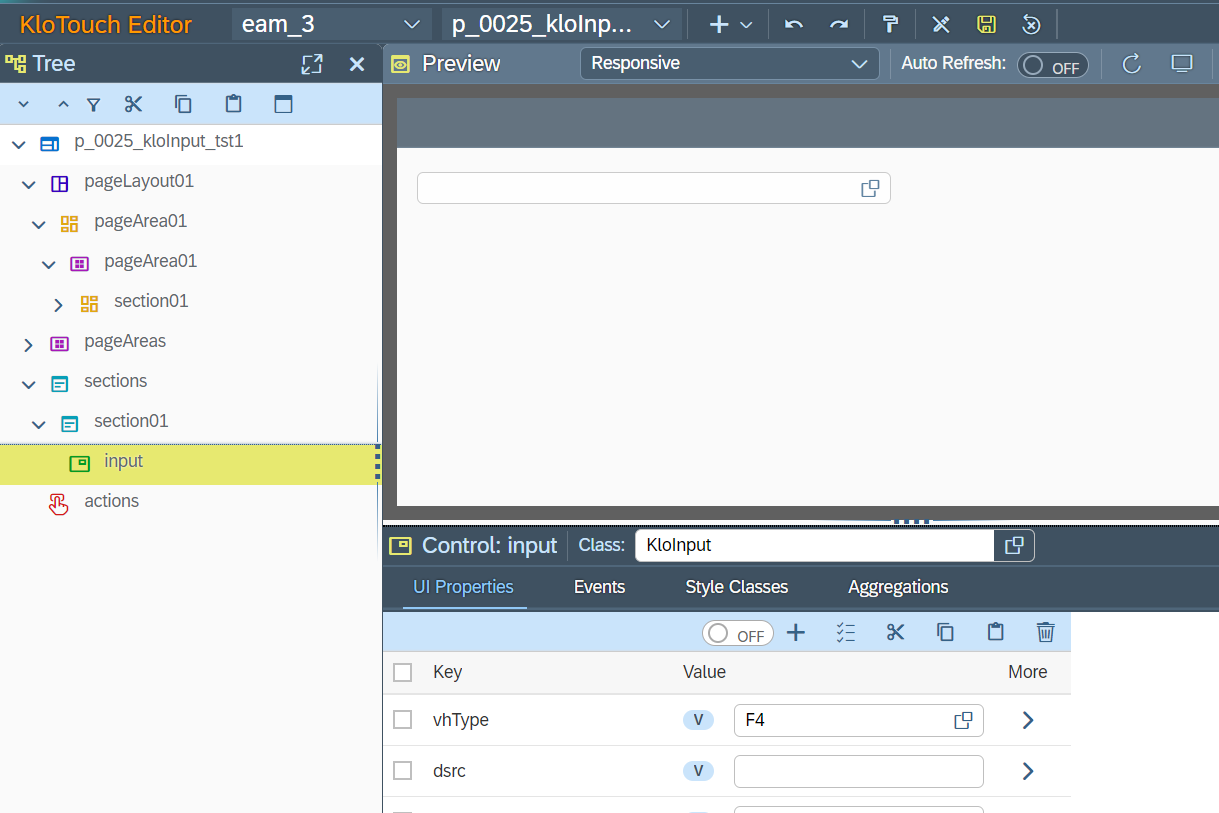 KloTouch Editor
eam_3
p_0025_kloInp...
Tree
Preview
Responsive
Auto Refresh:
OFF
p_0025_kloInput_tst1
pageLayout01
pageArea01
pageArea01
section01
pageAreas
sections
section01
input
actions
Control: input
Class:
KloInput
UI Properties
Events
Style Classes
Aggregations
OFF
Key
Value
More
vhType
V
F4
dsrc
V